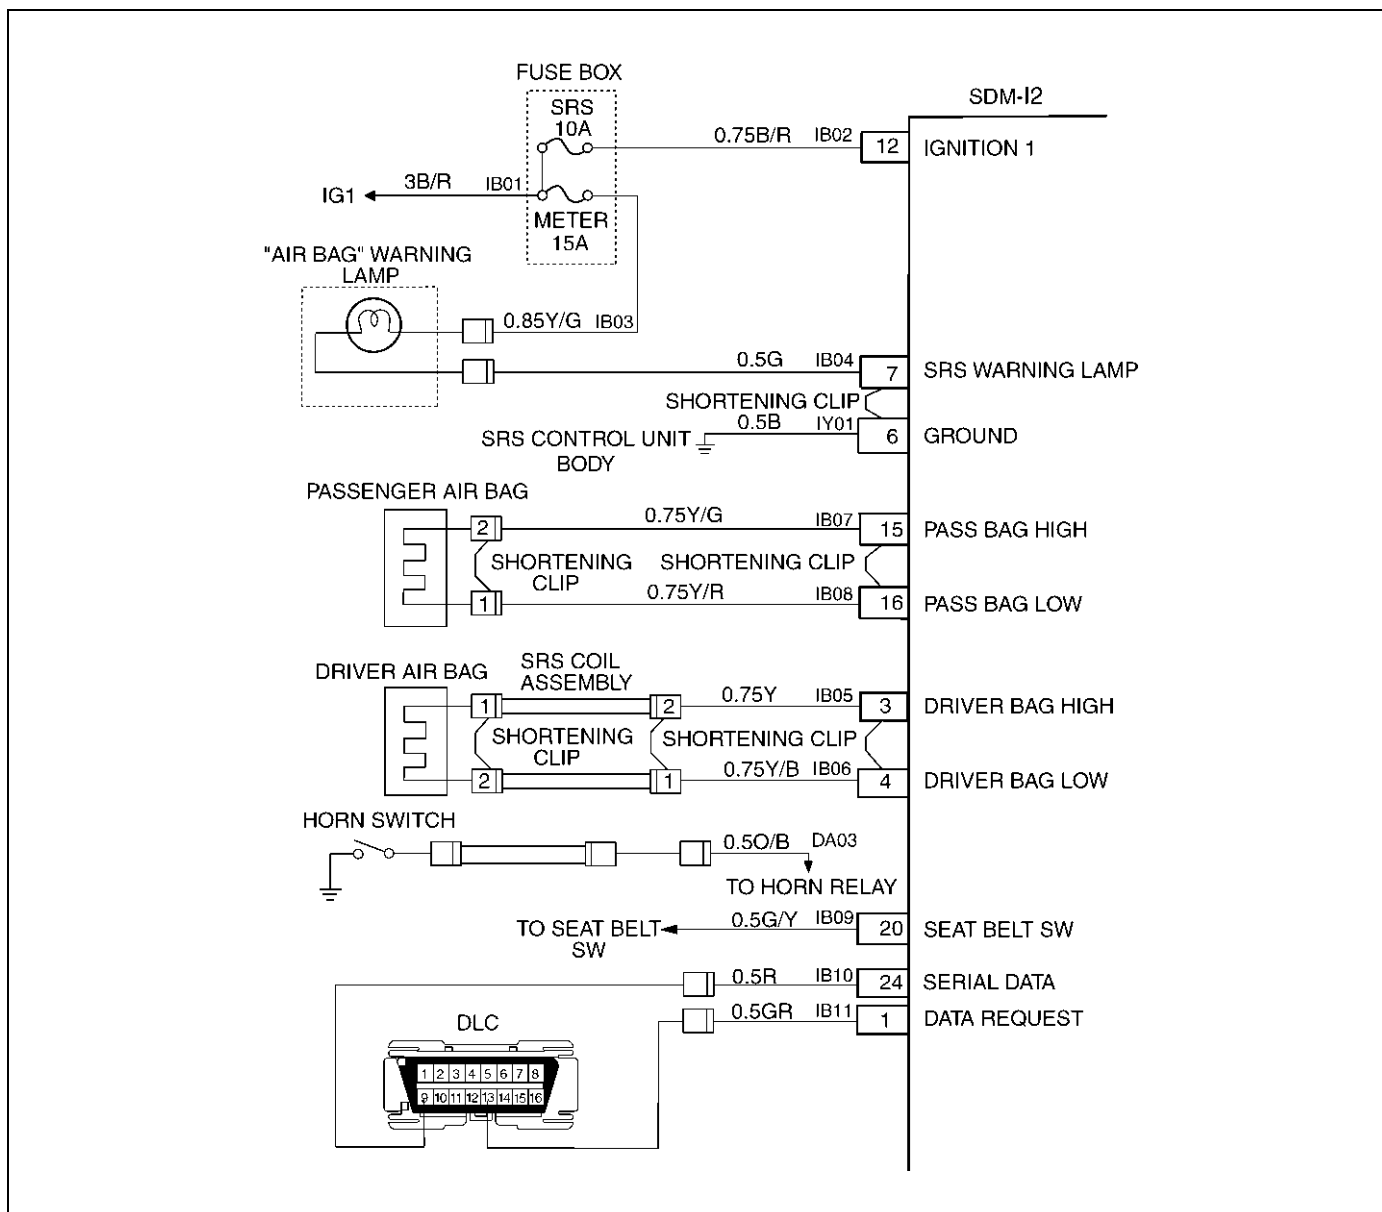 FUSE BOX
SRS
10A
SDM-I2
0.75B/R IB02 12 IGNITION 1
IG1 3B/R IB01
METER
15A
"AIR BAG" WARNING
LAMP
0.85Y/G IB03
0.5G IB04 7 SRS WARNING LAMP
SHORTENING CLIP
0.5B IY01 6 GROUND
SRS CONTROL UNIT
BODY
PASSENGER AIR BAG
2 0.75Y/G IB07 15 PASS BAG HIGH
SHORTENING
CLIP
SHORTENING CLIP
1 0.75Y/R IB08 16 PASS BAG LOW
DRIVER AIR BAG
SRS COIL
ASSEMBLY
1 2 0.75Y IB05 3 DRIVER BAG HIGH
SHORTENING
CLIP
SHORTENING CLIP
2 1 0.75Y/B IB06 4 DRIVER BAG LOW
HORN SWITCH
0.5O/B DA03
TO HORN RELAY
TO SEAT BELT
SW
0.5G/Y IB09 20 SEAT BELT SW
0.5R IB10 24 SERIAL DATA
0.5GR IB11 1 DATA REQUEST
DLC
1 2 3 4 5 6 7 8
9 10 11 12 13 14 15 16